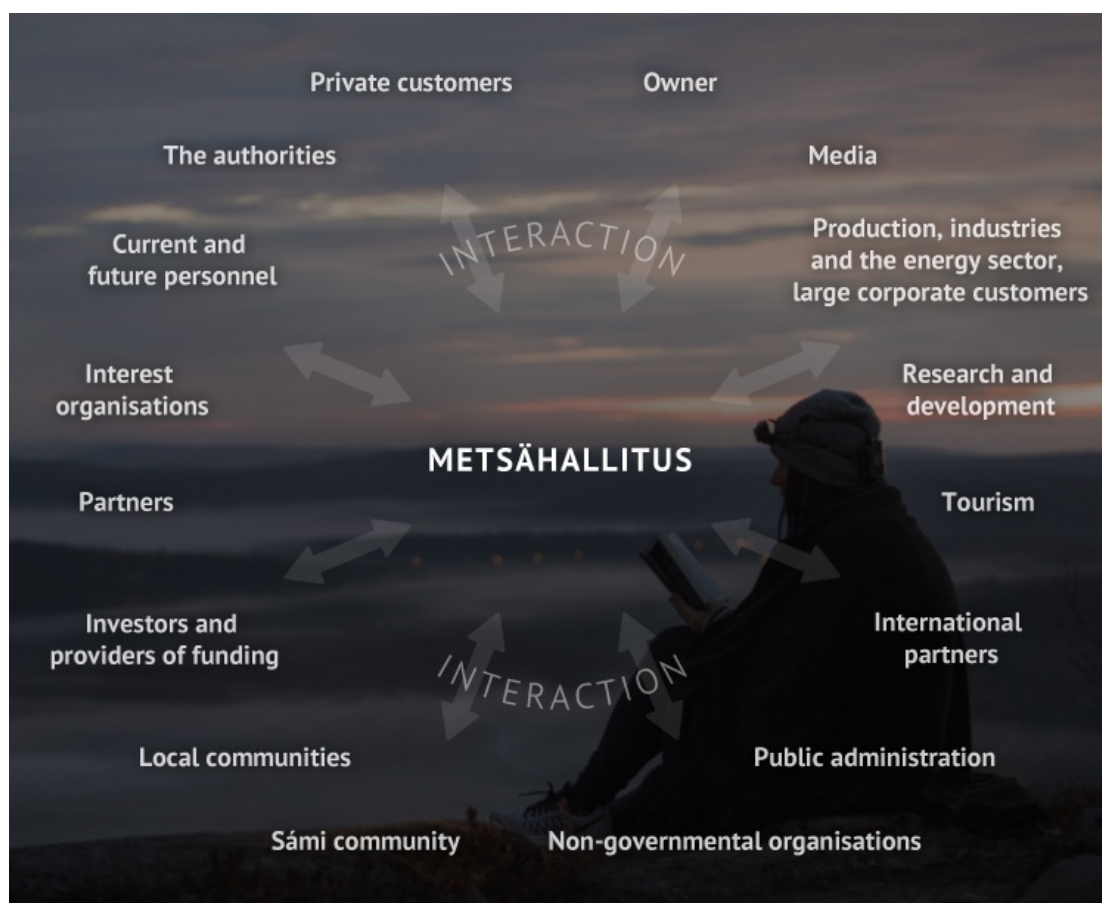 Private customers
Owner
The authorities
Media
INTERACTION
Current and
future personnel
Production, industries
and the energy sector,
large corporate customers
Interest
organisations
Research and
development
METSÄHALLITUS
Partners
Tourism
Investors and
providers of funding
International
partners
INTERACTION
Local communities
Public administration
Sámi community
Non-governmental organisations